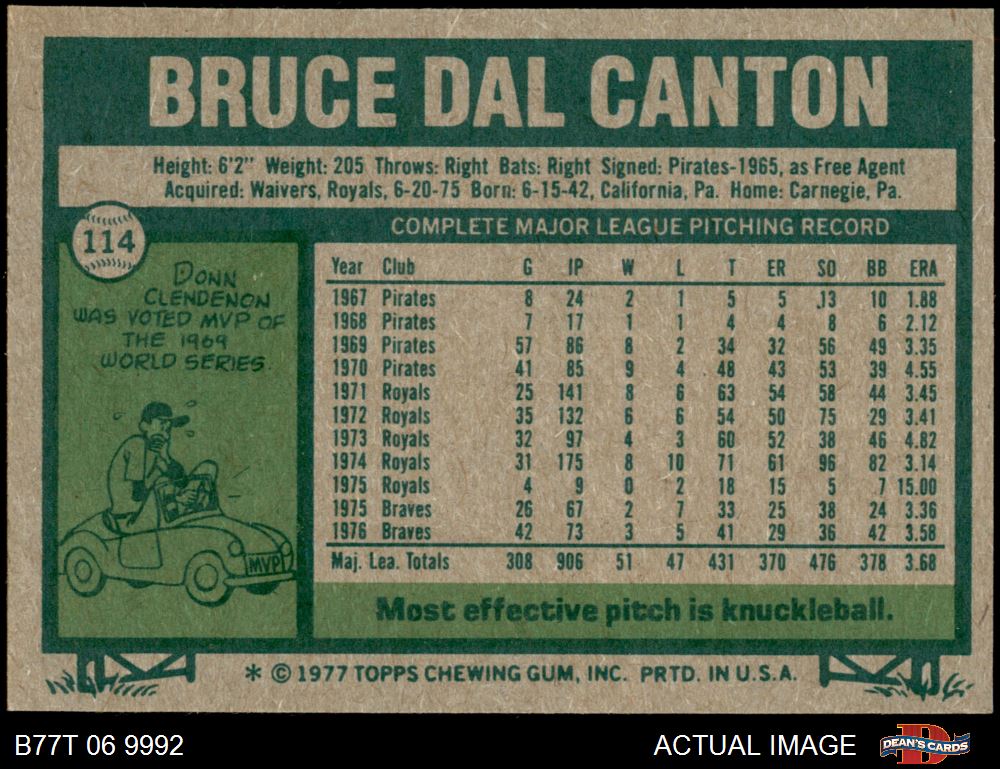 BRUCE DAL CANTON
Height: 6'2" Weight: 205 Throws: Right Bats: Right Signed: Pirates-1965, as Free Agent
Acquired: Waivers, Royals, 6-20-75 Born: 6-15-42, California, Pa. Home: Carnegie, Pa.
114
DONN
CLENDENON
WAS VOTED MVP OF
THE 1969
WORLD SERIES.
MVP
COMPLETE MAJOR LEAGUE PITCHING RECORD
Year Club G IP W L T ER SO BB ERA
1967 Pirates 8 24 2 1 5 5 13 10 1.88
1968 Pirates 7 17 1 1 4 4 8 6 2.12
1969 Pirates 57 86 8 2 34 32 56 49 3.35
1970 Pirates 41 85 9 4 48 43 53 39 4.55
1971 Royals 25 141 8 6 63 54 58 44 3.45
1972 Royals 35 132 6 6 54 50 75 29 3.41
1973 Royals 32 97 4 3 60 52 38 46 4.82
1974 Royals 31 175 8 10 71 61 96 82 3.14
1975 Royals 4 9 0 2 18 15 5 7 15.00
1975 Braves 26 67 2 7 33 25 38 24 3.36
1976 Braves 42 73 3 5 41 29 36 42 3.58
Maj. Lea. Totals 308 906 51 47 431 370 476 378 3.68
Most effective pitch is knuckleball.
* © 1977 TOPPS CHEWING GUM, INC. PRTD. IN U.S.A.
B77T 06 9992
ACTUAL IMAGE
D
DEAN'S CARDS